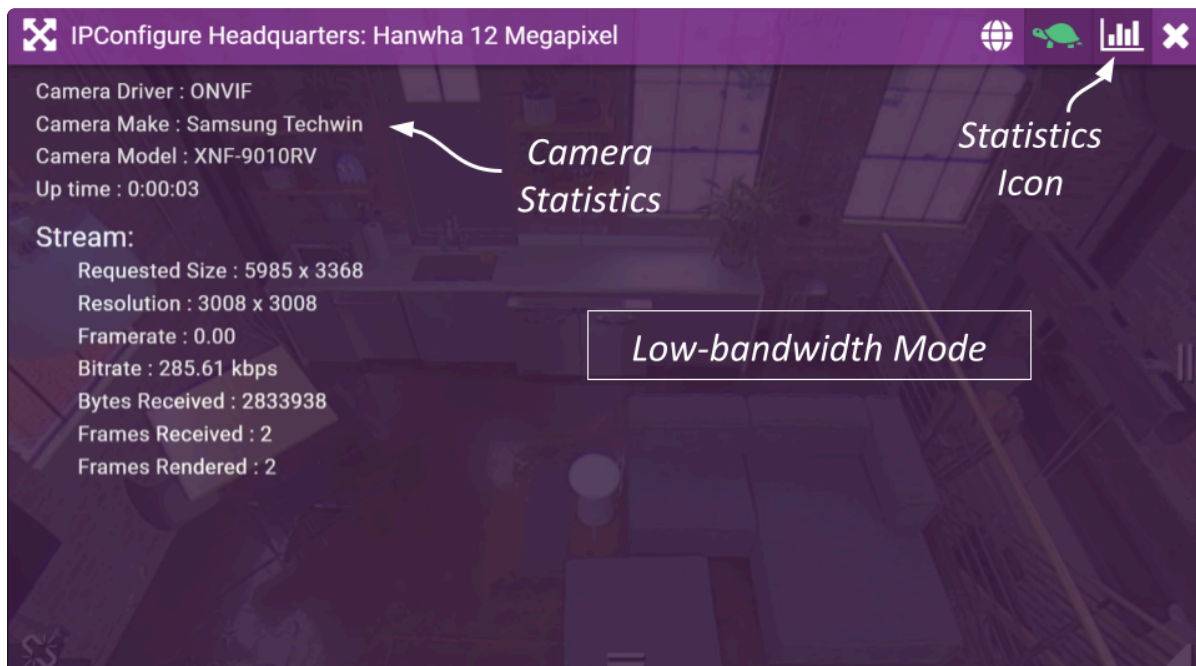 IPConfigure Headquarters: Hanwha 12 Megapixel
Camera Driver : ONVIF
Camera Make : Samsung Techwin
Camera Model : XNF-9010RV
Up time : 0:00:03
Camera
Statistics
Statistics
Icon
Stream:
Requested Size : 5985 x 3368
Resolution : 3008 x 3008
Framerate : 0.00
Bitrate : 285.61 kbps
Bytes Received : 2833938
Frames Received : 2
Frames Rendered : 2
Low-bandwidth Mode